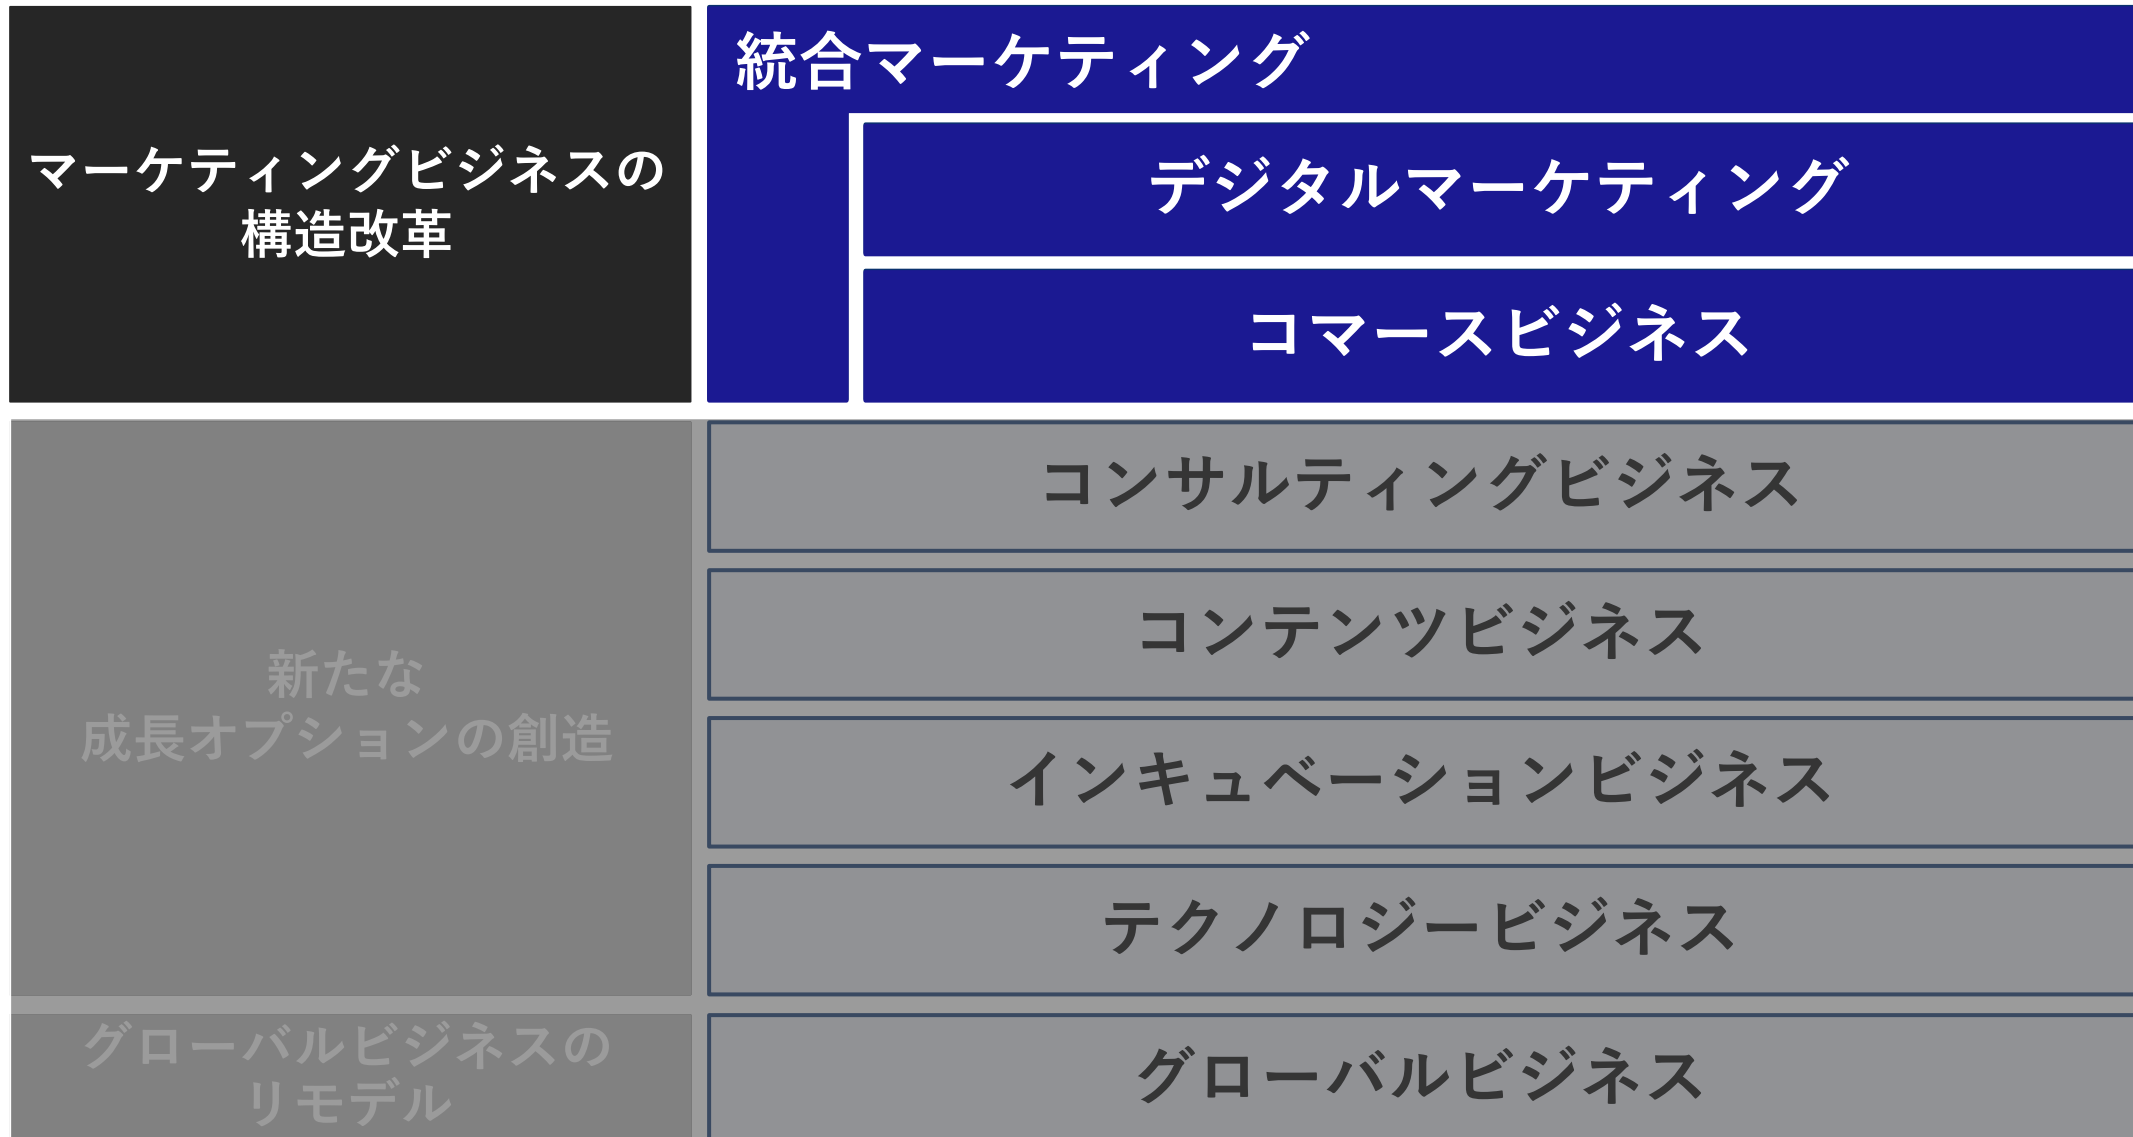 マーケティングビジネスの
構造改革
統合マーケティング
デジタルマーケティング
コマースビジネス
新たな
成長オプションの創造
コンサルティングビジネス
コンテンツビジネス
インキュベーションビジネス
テクノロジービジネス
グローバルビジネスの
リモデル
グローバルビジネス